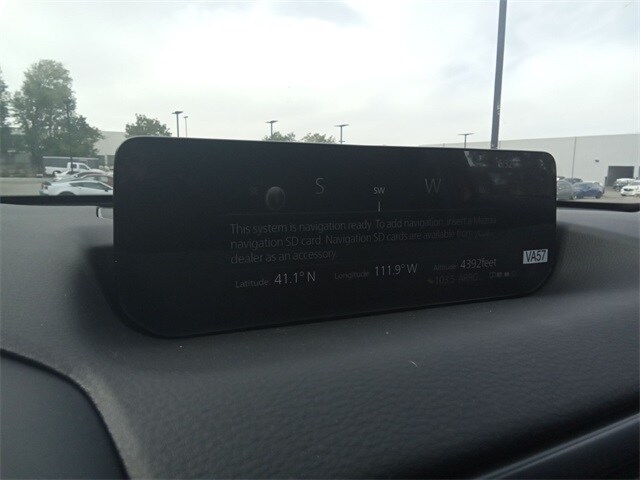 S SW W
This system is navigation ready. To add navigation, insert a Mazda
navigation SD card. Navigation SD cards are available from your
dealer as an accessory.
Latitude 41.1° N Longitude 111.9° W Altitude 4392feet
VA57